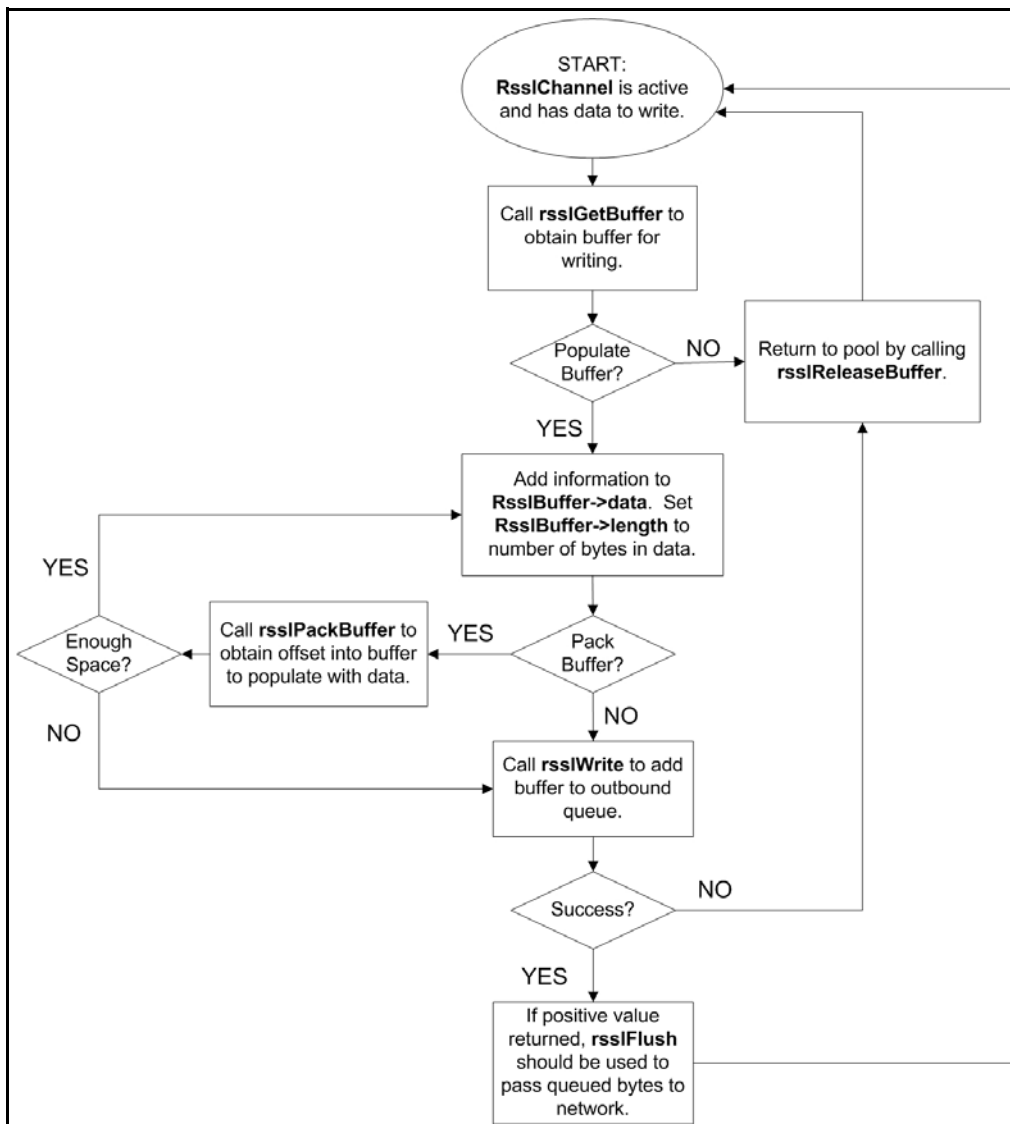 START:
RsslChannel is active
and has data to write.
Call rsslGetBuffer to
obtain buffer for
writing.
Populate
Buffer?
NO
Return to pool by calling
rsslReleaseBuffer.
YES
Add information to
RsslBuffer->data. Set
RsslBuffer->length to
number of bytes in data.
YES
Enough
Space?
Call rsslPackBuffer to
obtain offset into buffer
to populate with data.
YES
Pack
Buffer?
NO
NO
Call rsslWrite to add
buffer to outbound
queue.
Success?
NO
YES
If positive value
returned, rsslFlush
should be used to
pass queued bytes to
network.